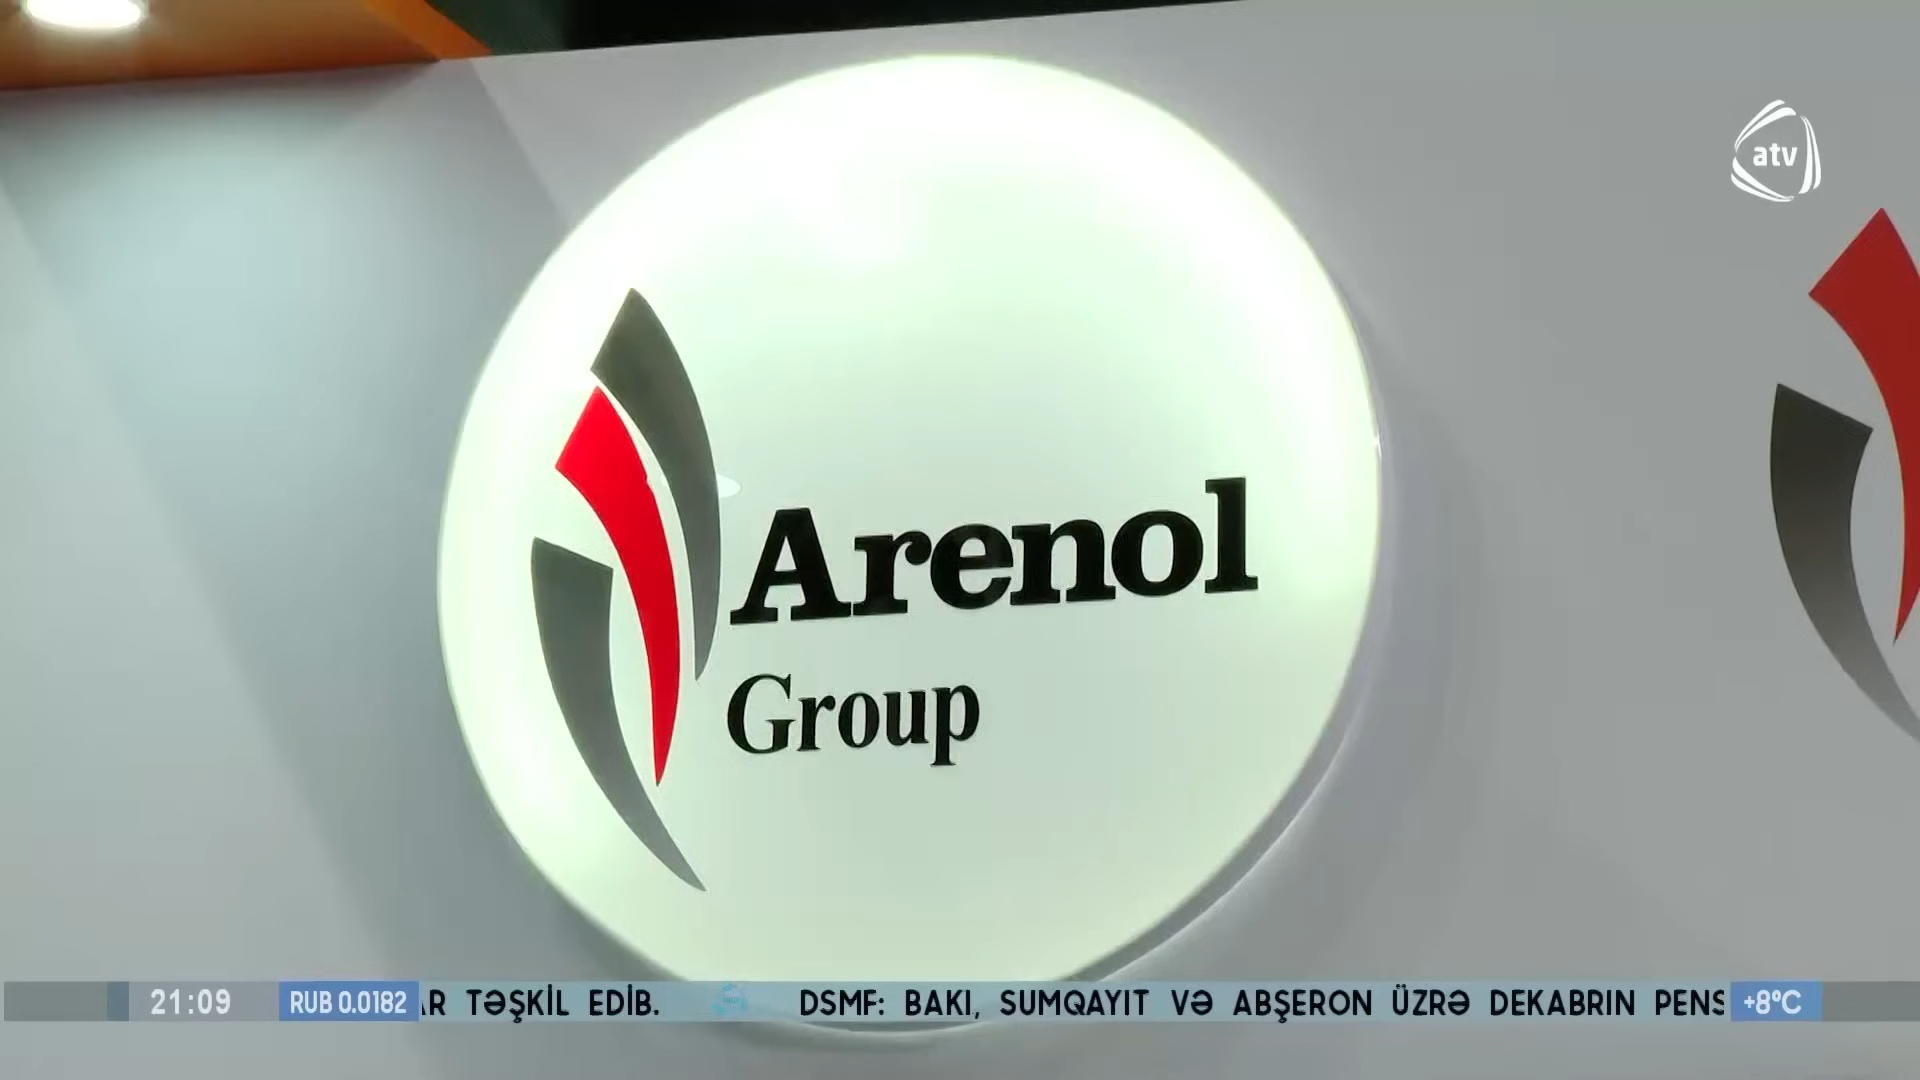 atv
Arenol
Group
21:09 RUB 0.0182 TƏŞKİL EDİB. DSMF: BAKI, SUMQAYIT VƏ ABŞERON ÜZRƏ DEKABRIN PENS +8°C